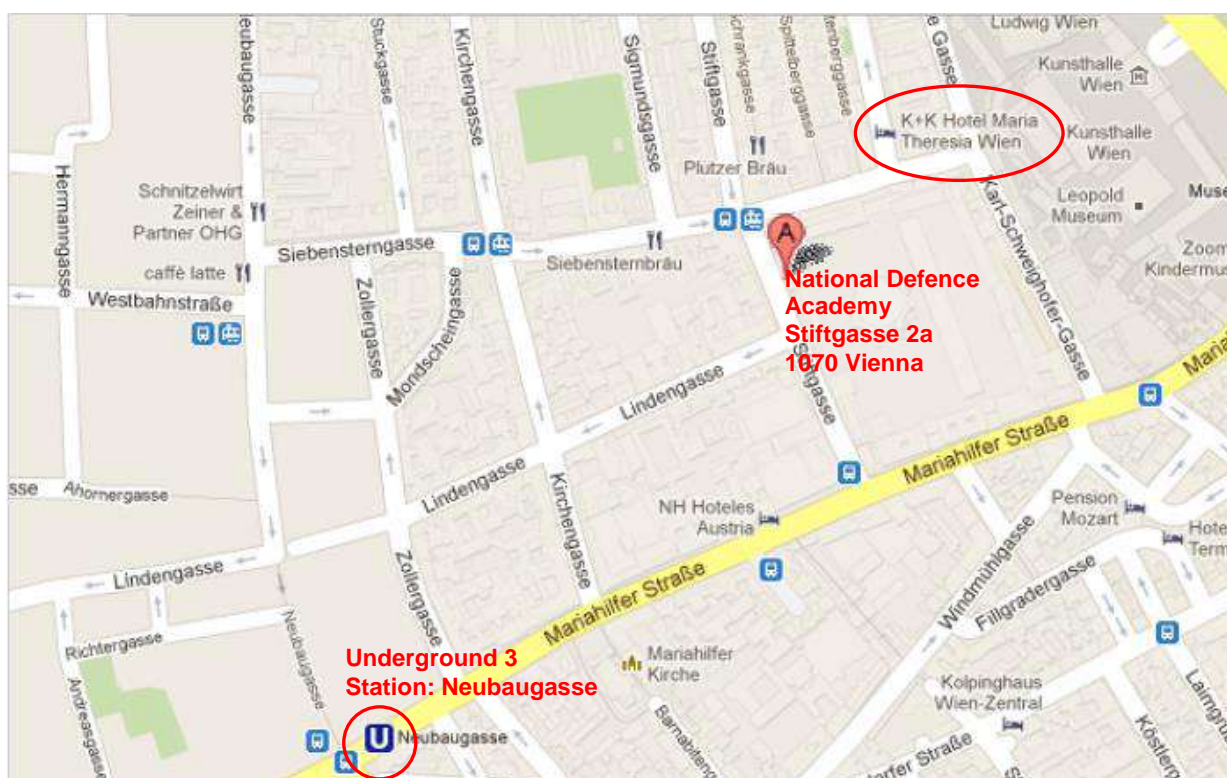 Ludwig Wien
Kunsthalle
Wien
K+K Hotel Maria
Theresia Wien
Kunsthalle
Wien
Leopold
Museum
Zoom
Kindermus
Neubaugasse
Stuckgasse
Kirchengasse
Sigmundsgasse
Stiftgasse
Schrankgasse
Spittelberggasse
Hermanngasse
Plutzer Bräu
Schnitzelwirt
Zeiner &
Partner OHG
Siebensterngasse
Siebensternbräu
caffè latte
Westbahnstraße
Zollergasse
Mondscheingasse
A
National Defence
Academy
Stiftgasse 2a
1070 Vienna
Stiftgasse
Karl-Schweighofer-Gasse
Lindengasse
Mariahilfer Straße
Ahornergasse
Lindengasse
Kirchengasse
NH Hoteles
Austria
Pension
Mozart
Windmühlgasse
Fillgradergasse
Lindengasse
Zollergasse
Mariahilfer Straße
Richtergasse
Neubaugasse
Andreasgasse
Underground 3
Station: Neubaugasse
Mariahilfer
Kirche
Kolpinghaus
Wien-Zentral
U Neubaugasse